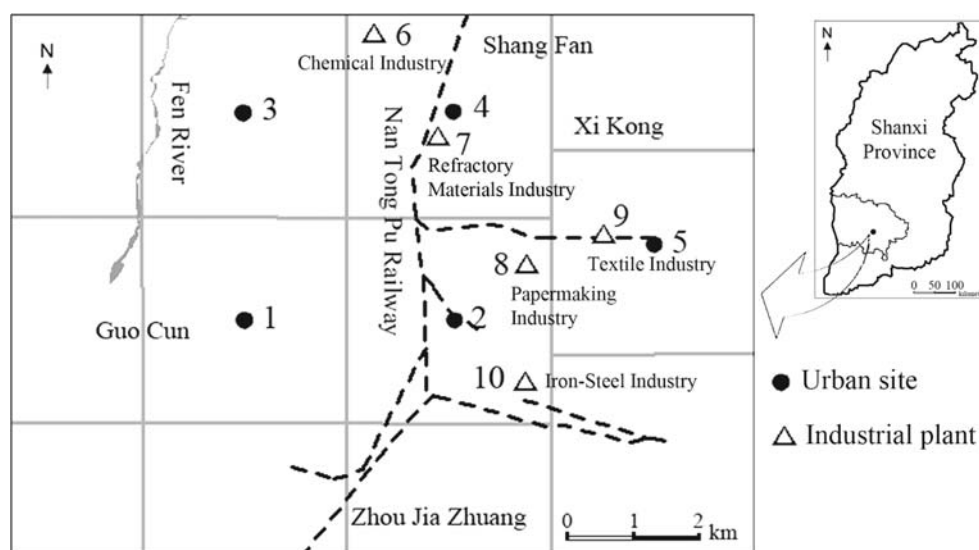 N
Fen River
3
6
Chemical Industry
Shang Fan
4
Xi Kong
7
Refractory
Materials Industry
Nan Tong Pu Railway
9
5
Textile Industry
8
Papermaking
Industry
Guo Cun
1
2
10
Iron-Steel Industry
Zhou Jia Zhuang
0 1 2
km
N
Shanxi
Province
0 50 100
Urban site
Industrial plant